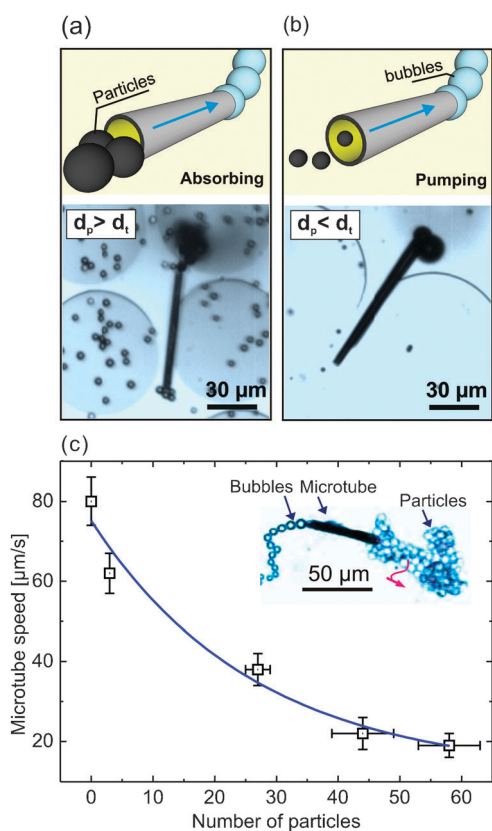 (a)
Particles
Absorbing
dp> dt
30 µm
(b)
bubbles
Pumping
dp< dt
30 µm
(c)
Microtube speed [µm/s]
80
60
40
20
Bubbles Microtube
Particles
50 µm
0 10 20 30 40 50 60
Number of particles